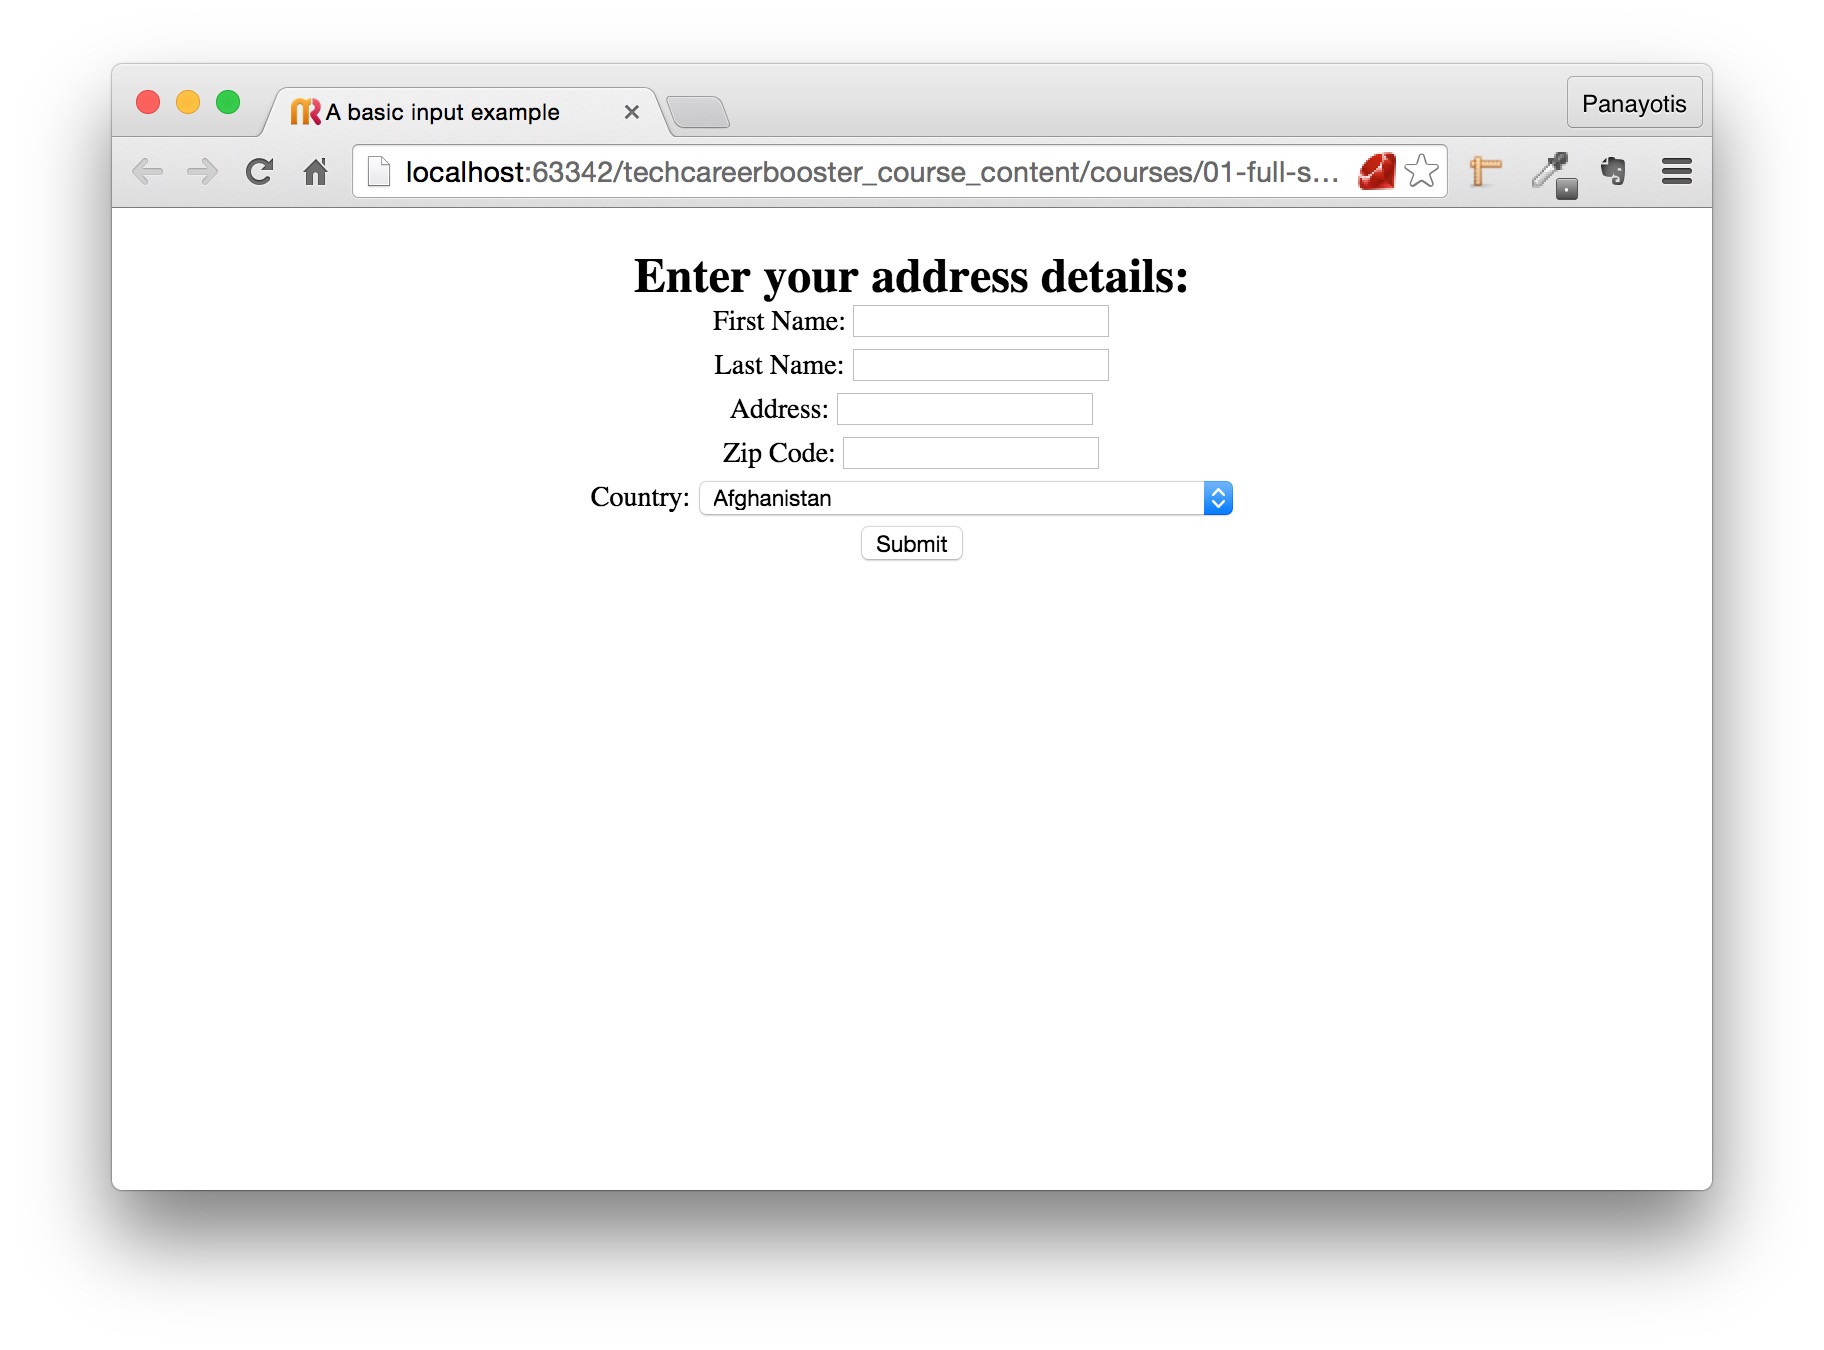 A basic input example
Panayotis
localhost:63342/techcareerbooster_course_content/courses/01-full-s...
Enter your address details:
First Name:
Last Name:
Address:
Zip Code:
Country: Afghanistan
Submit